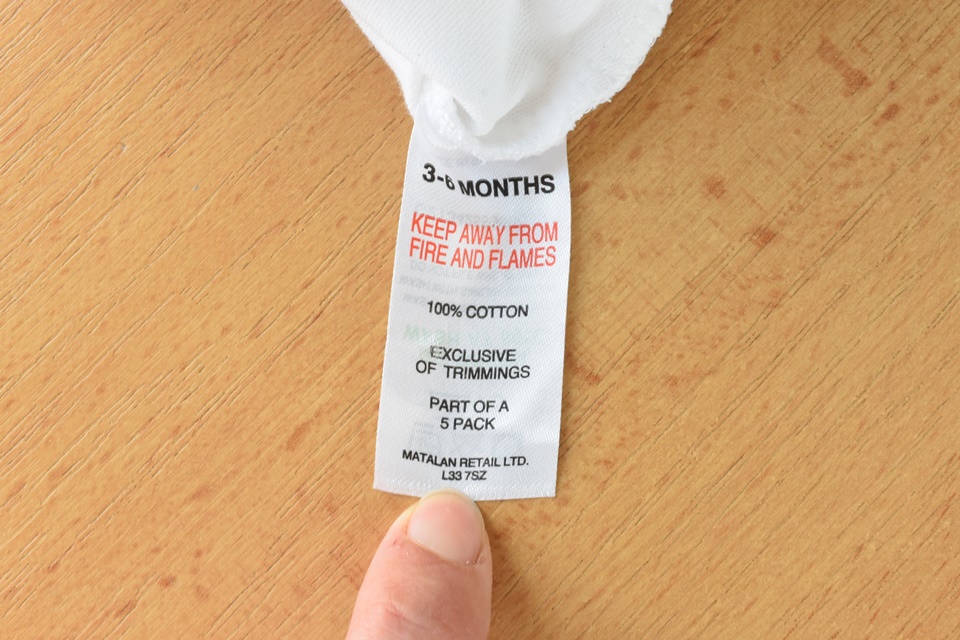 3-6 MONTHS
KEEP AWAY FROM
FIRE AND FLAMES
100% COTTON
EXCLUSIVE
OF TRIMMINGS
PART OF A
5 PACK
MATALAN RETAIL LTD.
L33 7SZ